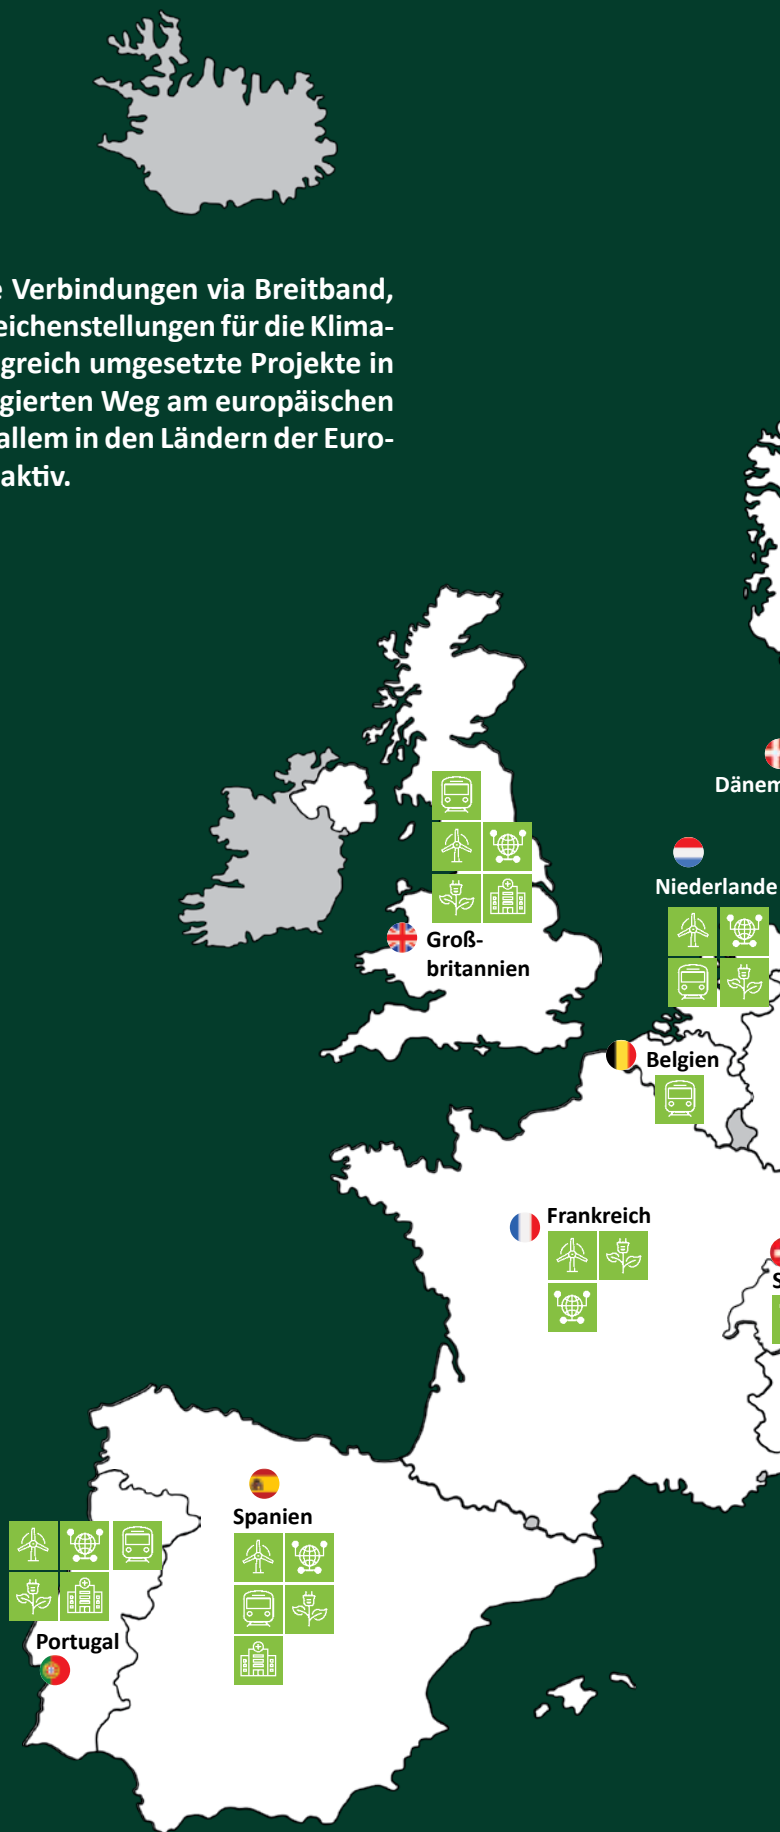 e Verbindungen via Breitband,
eichenstellungen für die Klima-
greich umgesetzte Projekte in
gierten Weg am europäischen
allem in den Ländern der Euro-
aktiv.
Dänem
Niederlande
Groß-
britannien
Belgien
Frankreich
S
Spanien
Portugal